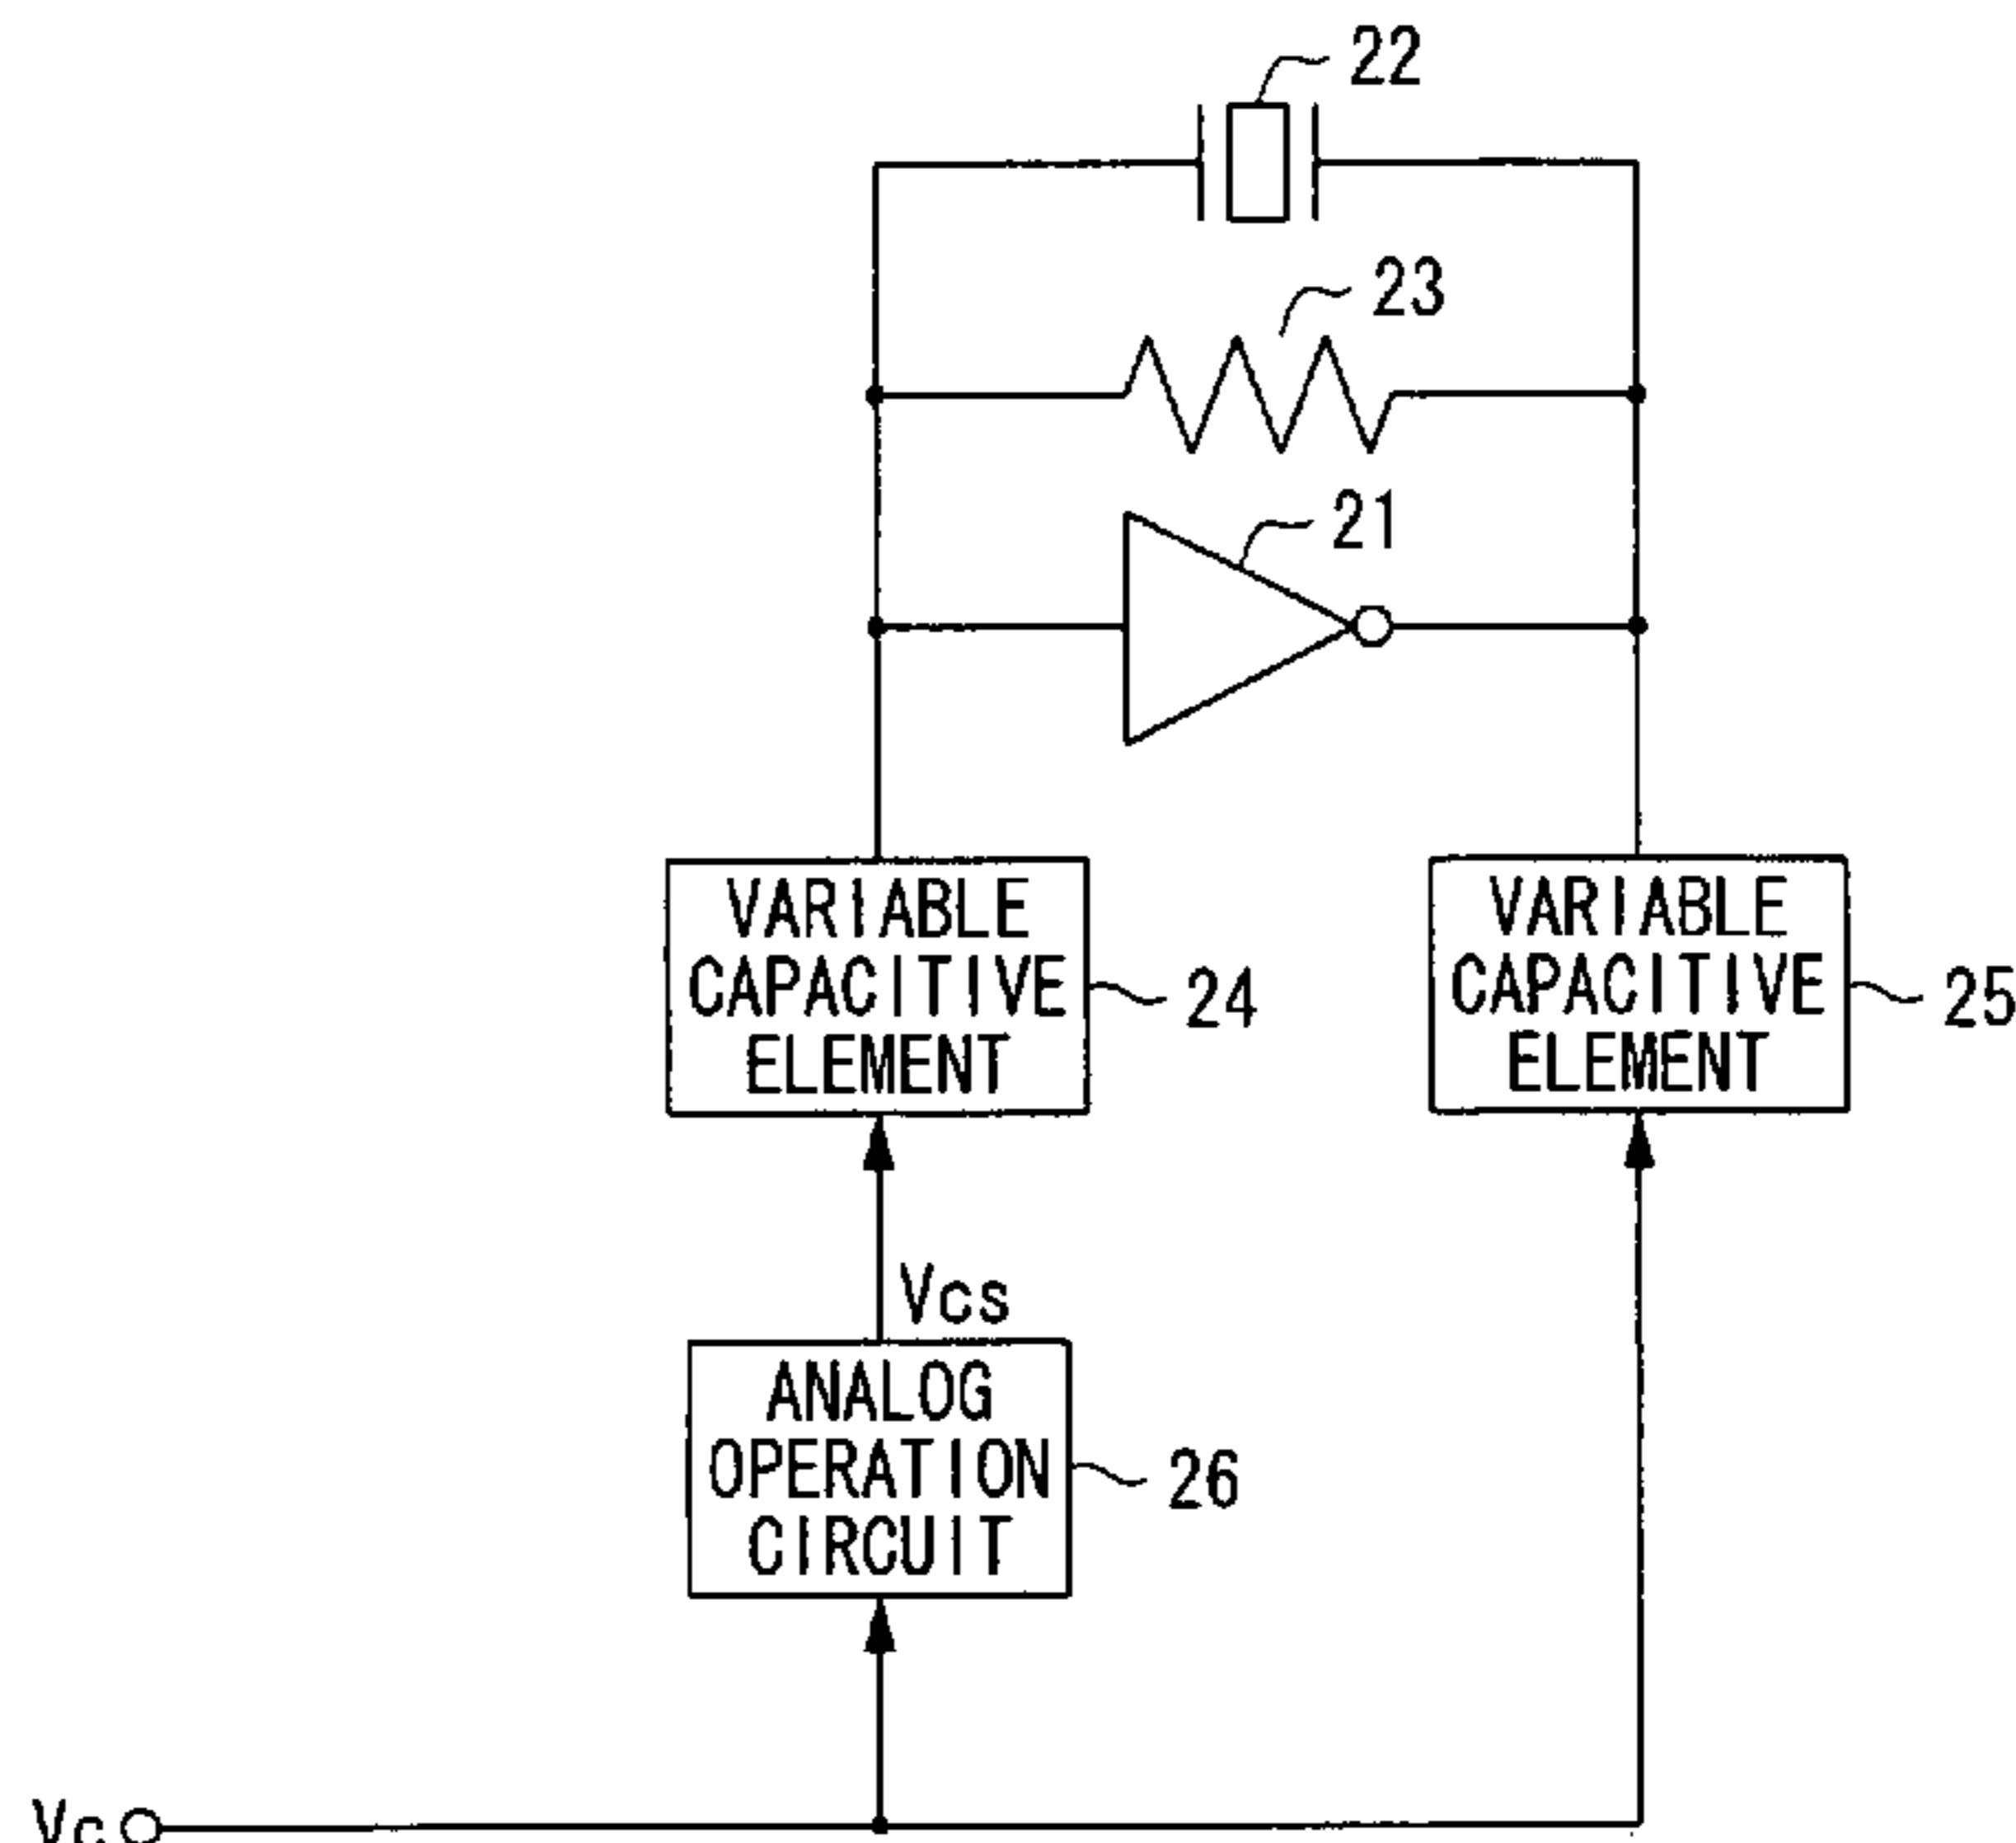 22
23
21
VARIABLE
CAPACITIVE
ELEMENT
24
VARIABLE
CAPACITIVE
ELEMENT
25
Vcs
ANALOG
OPERATION
CIRCUIT
26
Vc